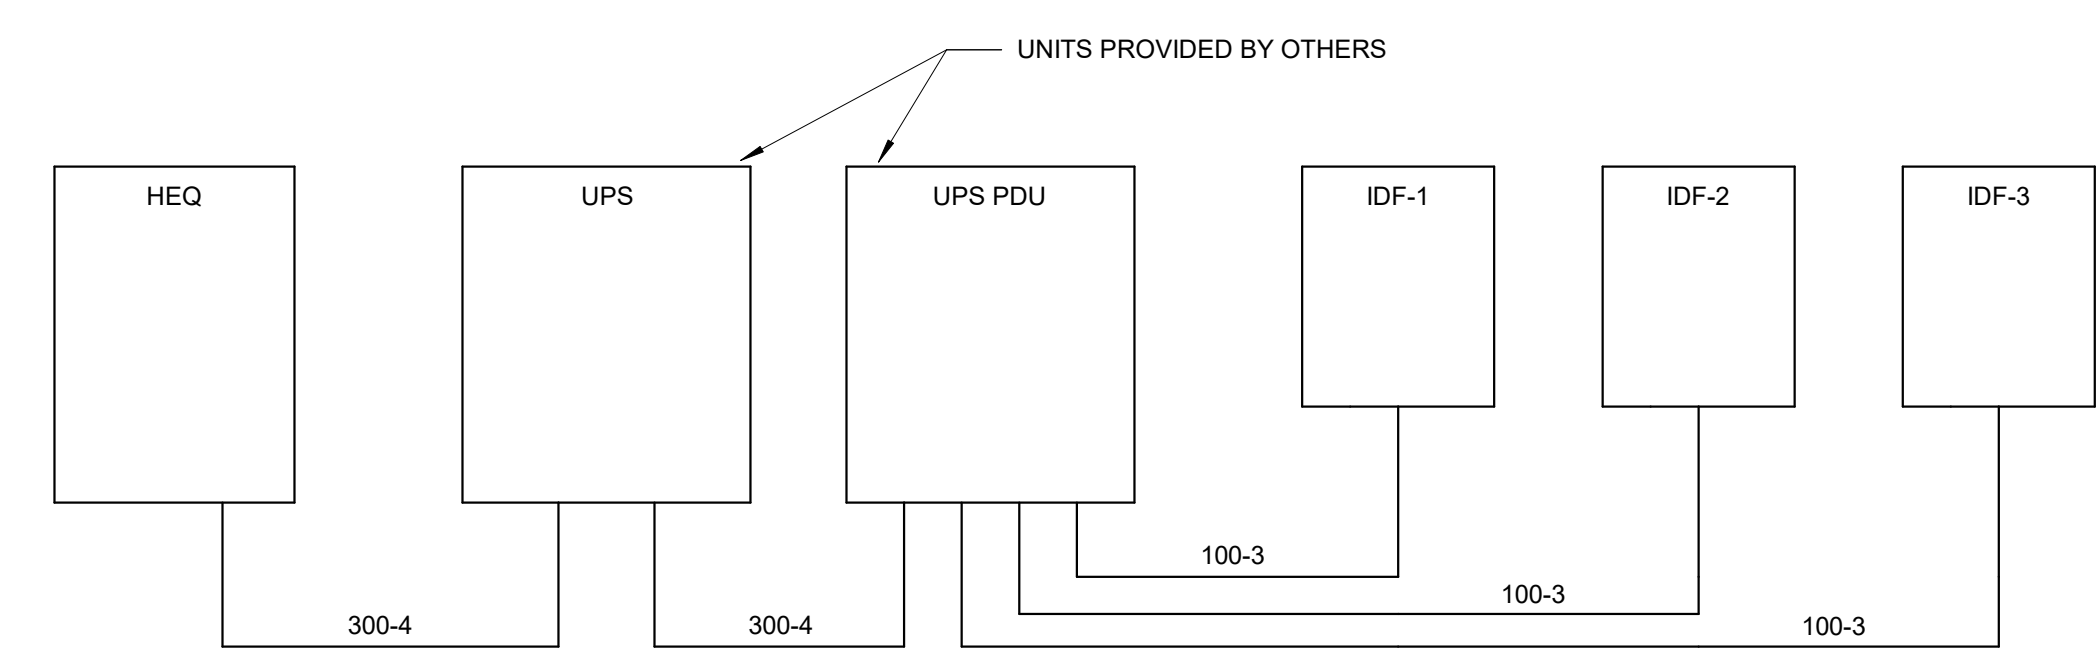 UNITS PROVIDED BY OTHERS
HEQ
UPS
UPS PDU
IDF-1
IDF-2
IDF-3
100-3
100-3
300-4
300-4
100-3